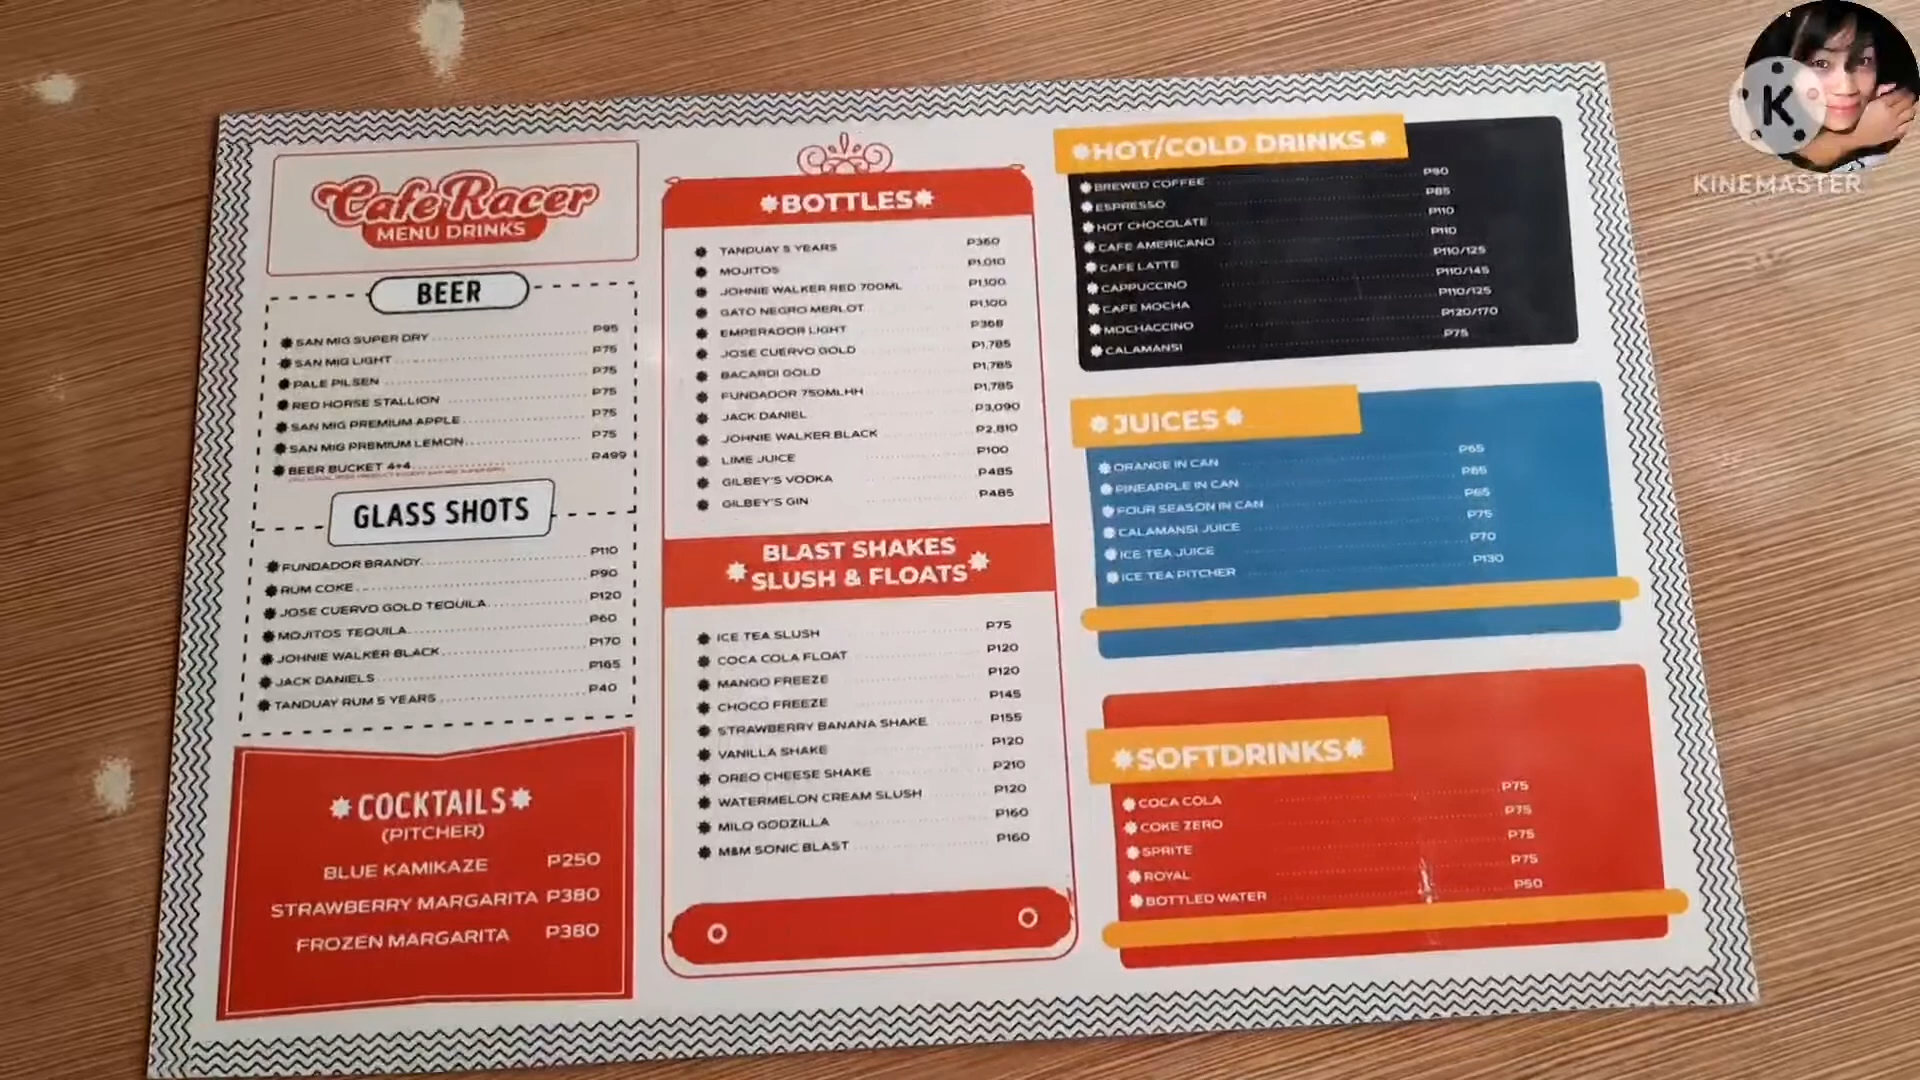 Cafe Racer
MENU DRINKS
BEER
SAN MIG SUPER DRY P95
SAN MIG LIGHT P75
PALE PILSEN P75
RED HORSE STALLION P75
SAN MIG PREMIUM APPLE P75
SAN MIG PREMIUM LEMON P75
BEER BUCKET 4+4 P499
GLASS SHOTS
FUNDADOR BRANDY P110
RUM COKE P90
JOSE CUERVO GOLD TEQUILA P120
MOJITOS TEQUILA P60
JOHNIE WALKER BLACK P170
JACK DANIELS P165
TANDUAY RUM 5 YEARS P40
COCKTAILS
(PITCHER)
BLUE KAMIKAZE P250
STRAWBERRY MARGARITA P380
FROZEN MARGARITA P380
BOTTLES
TANDUAY 5 YEARS P360
MOJITOS P1,010
JOHNIE WALKER RED 700ML P1,100
GATO NEGRO MERLOT P1,100
EMPERADOR LIGHT P368
JOSE CUERVO GOLD P1,785
BACARDI GOLD P1,785
FUNDADOR 750MLHH P1,785
JACK DANIEL P3,090
JOHNIE WALKER BLACK P2,810
LIME JUICE P100
GILBEY'S VODKA P485
GILBEY'S GIN P485
BLAST SHAKES
SLUSH & FLOATS
ICE TEA SLUSH P75
COCA COLA FLOAT P120
MANGO FREEZE P120
CHOCO FREEZE P145
STRAWBERRY BANANA SHAKE P155
VANILLA SHAKE P120
OREO CHEESE SHAKE P210
WATERMELON CREAM SLUSH P120
MILO GODZILLA P160
M&M SONIC BLAST P160
HOT/COLD DRINKS
BREWED COFFEE P90
ESPRESSO P85
HOT CHOCOLATE P110
CAFE AMERICANO P110
CAFE LATTE P110/125
CAPPUCCINO P110/145
CAFE MOCHA P110/125
MOCHACCINO P120/170
CALAMANSI P75
JUICES
ORANGE IN CAN P65
PINEAPPLE IN CAN P65
FOUR SEASON IN CAN P65
CALAMANSI JUICE P75
ICE TEA JUICE P70
ICE TEA PITCHER P130
SOFTDRINKS
COCA COLA P75
COKE ZERO P75
SPRITE P75
ROYAL P75
BOTTLED WATER P50
K
KINEMASTER